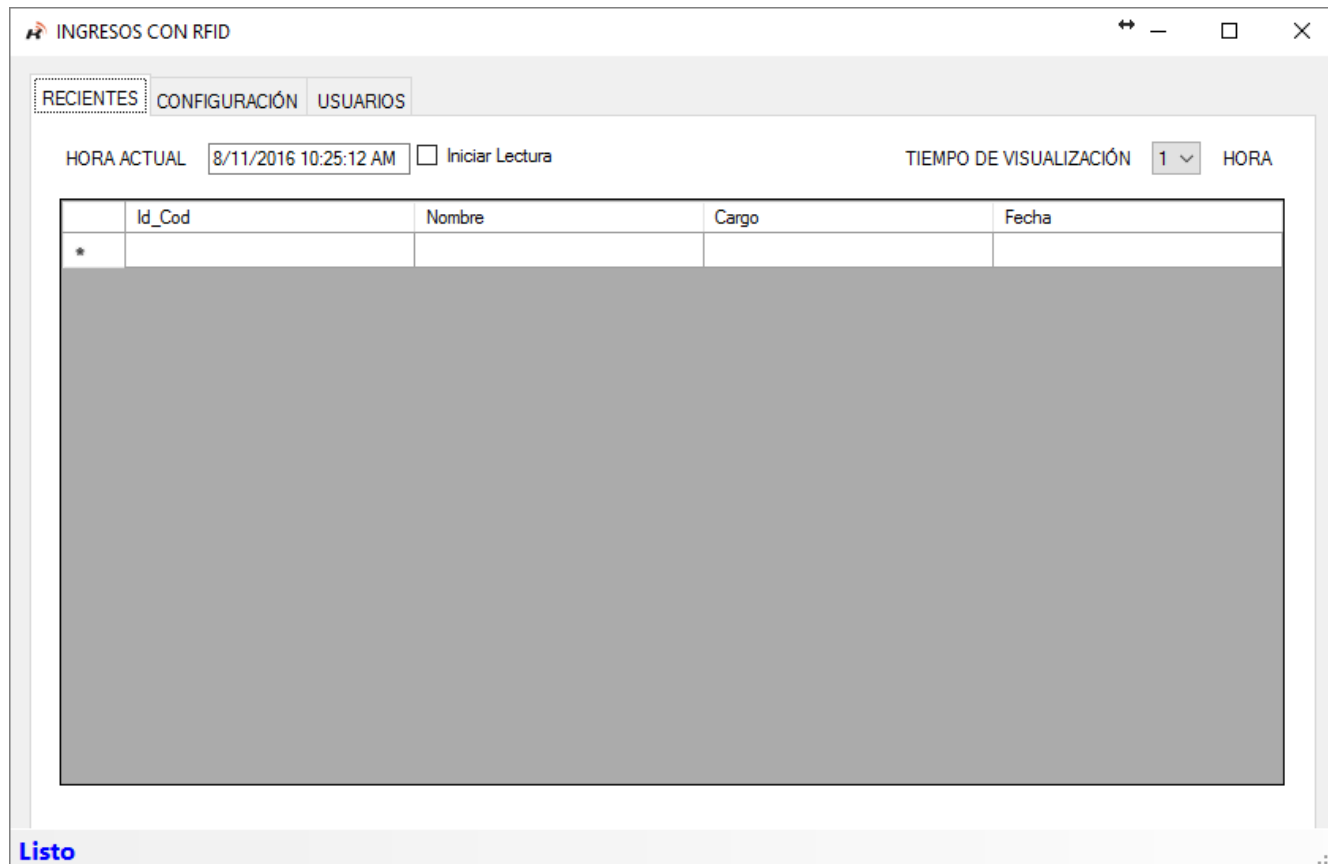 INGRESOS CON RFID
RECIENTES CONFIGURACIÓN USUARIOS
HORA ACTUAL 8/11/2016 10:25:12 AM Iniciar Lectura TIEMPO DE VISUALIZACIÓN 1 HORA
Id_Cod Nombre Cargo Fecha
*
Listo